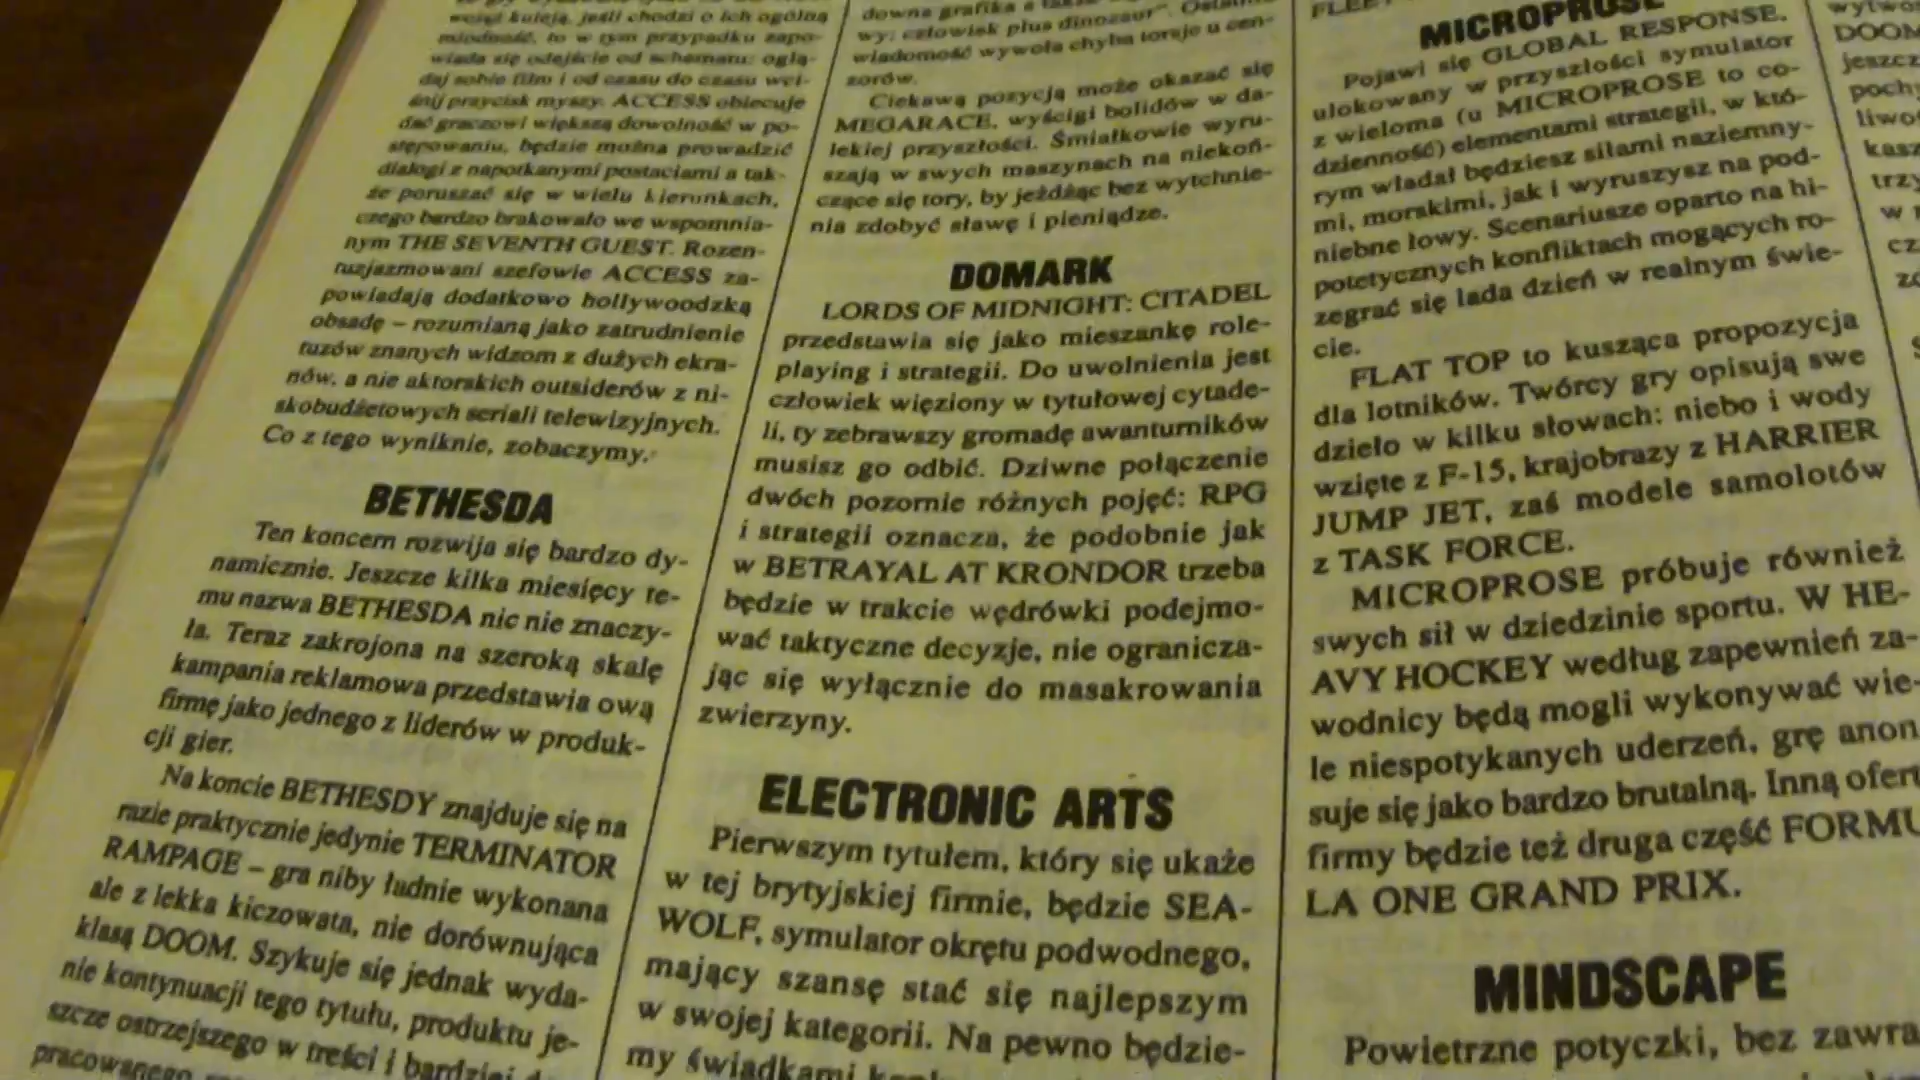 wości kuleją, jeśli chodzi o ich ogólną
miodność, to w tym przypadku zapo-
wiada się odejście od schematu: oglą-
daj sobie film i od czasu do czasu wci-
śnij przycisk myszy. ACCESS obiecuje
dać graczowi większą dowolność w po-
stępowaniu, będzie można prowadzić
dialogi z napotkanymi postaciami a tak-
że poruszać się w wielu kierunkach,
czego bardzo brakowało we wspomnia-
nym THE SEVENTH GUEST. Rozen-
tuzjazmowani szefowie ACCESS za-
powiadają dodatkowo hollywoodzką
obsadę – rozumianą jako zatrudnienie
tuzów znanych widzom z dużych ekra-
nów, a nie aktorskich outsiderów z ni-
skobudżetowych seriali telewizyjnych.
Co z tego wyniknie, zobaczymy.
BETHESDA
Ten koncern rozwija się bardzo dy-
namicznie. Jeszcze kilka miesięcy te-
mu nazwa BETHESDA nic nie znaczy-
ła. Teraz zakrojona na szeroką skalę
kampania reklamowa przedstawia ową
firmę jako jednego z liderów w produk-
cji gier.
Na koncie BETHESDY znajduje się na
razie praktycznie jedynie TERMINATOR
RAMPAGE – gra niby ładnie wykonana
ale z lekka kiczowata, nie dorównująca
klasą DOOM. Szykuje się jednak wyda-
nie kontynuacji tego tytułu, produktu je-
szcze ostrzejszego w treści i bardziej
pracowanego
downa grafika a także
wy: człowiek plus dinozaur". Ostatnia
wiadomość wywoła chyba torsje u cen-
zorów.
Ciekawą pozycją może okazać się
MEGARACE, wyścigi bolidów w da-
lekiej przyszłości. Śmiałkowie wyru-
szają w swych maszynach na niekoń-
czące się tory, by jeżdżąc bez wytchnie-
nia zdobyć sławę i pieniądze.
DOMARK
LORDS OF MIDNIGHT: CITADEL
przedstawia się jako mieszankę role-
playing i strategii. Do uwolnienia jest
człowiek więziony w tytułowej cytade-
li, ty zebrawszy gromadę awanturników
musisz go odbić. Dziwne połączenie
dwóch pozornie różnych pojęć: RPG
i strategii oznacza, że podobnie jak
w BETRAYAL AT KRONDOR trzeba
będzie w trakcie wędrówki podejmo-
wać taktyczne decyzje, nie ogranicza-
jąc się wyłącznie do masakrowania
zwierzyny.
ELECTRONIC ARTS
Pierwszym tytułem, który się ukaże
w tej brytyjskiej firmie, będzie SEA-
WOLF, symulator okrętu podwodnego,
mający szansę stać się najlepszym
w swojej kategorii. Na pewno będzie-
my świadkami
MICROPROSE
Pojawi się GLOBAL RESPONSE,
ulokowany w przyszłości symulator
z wieloma (u MICROPROSE to co-
dzienność) elementami strategii, w któ-
rym władał będziesz siłami naziemny-
mi, morskimi, jak i wyruszysz na pod-
niebne łowy. Scenariusze oparto na hi-
potetycznych konfliktach mogących ro-
zegrać się lada dzień w realnym świe-
cie.
FLAT TOP to kusząca propozycja
dla lotników. Twórcy gry opisują swe
dzieło w kilku słowach: niebo i wody
wzięte z F-15, krajobrazy z HARRIER
JUMP JET, zaś modele samolotów
z TASK FORCE.
MICROPROSE próbuje również
swych sił w dziedzinie sportu. W HE-
AVY HOCKEY według zapewnień za-
wodnicy będą mogli wykonywać wie-
le niespotykanych uderzeń, grę anon
suje się jako bardzo brutalną. Inną ofert
firmy będzie też druga część FORMU
LA ONE GRAND PRIX.
MINDSCAPE
Powietrzne potyczki, bez zawra
DOOM
jeszcz
pochy
liwoś
kasz
trzy